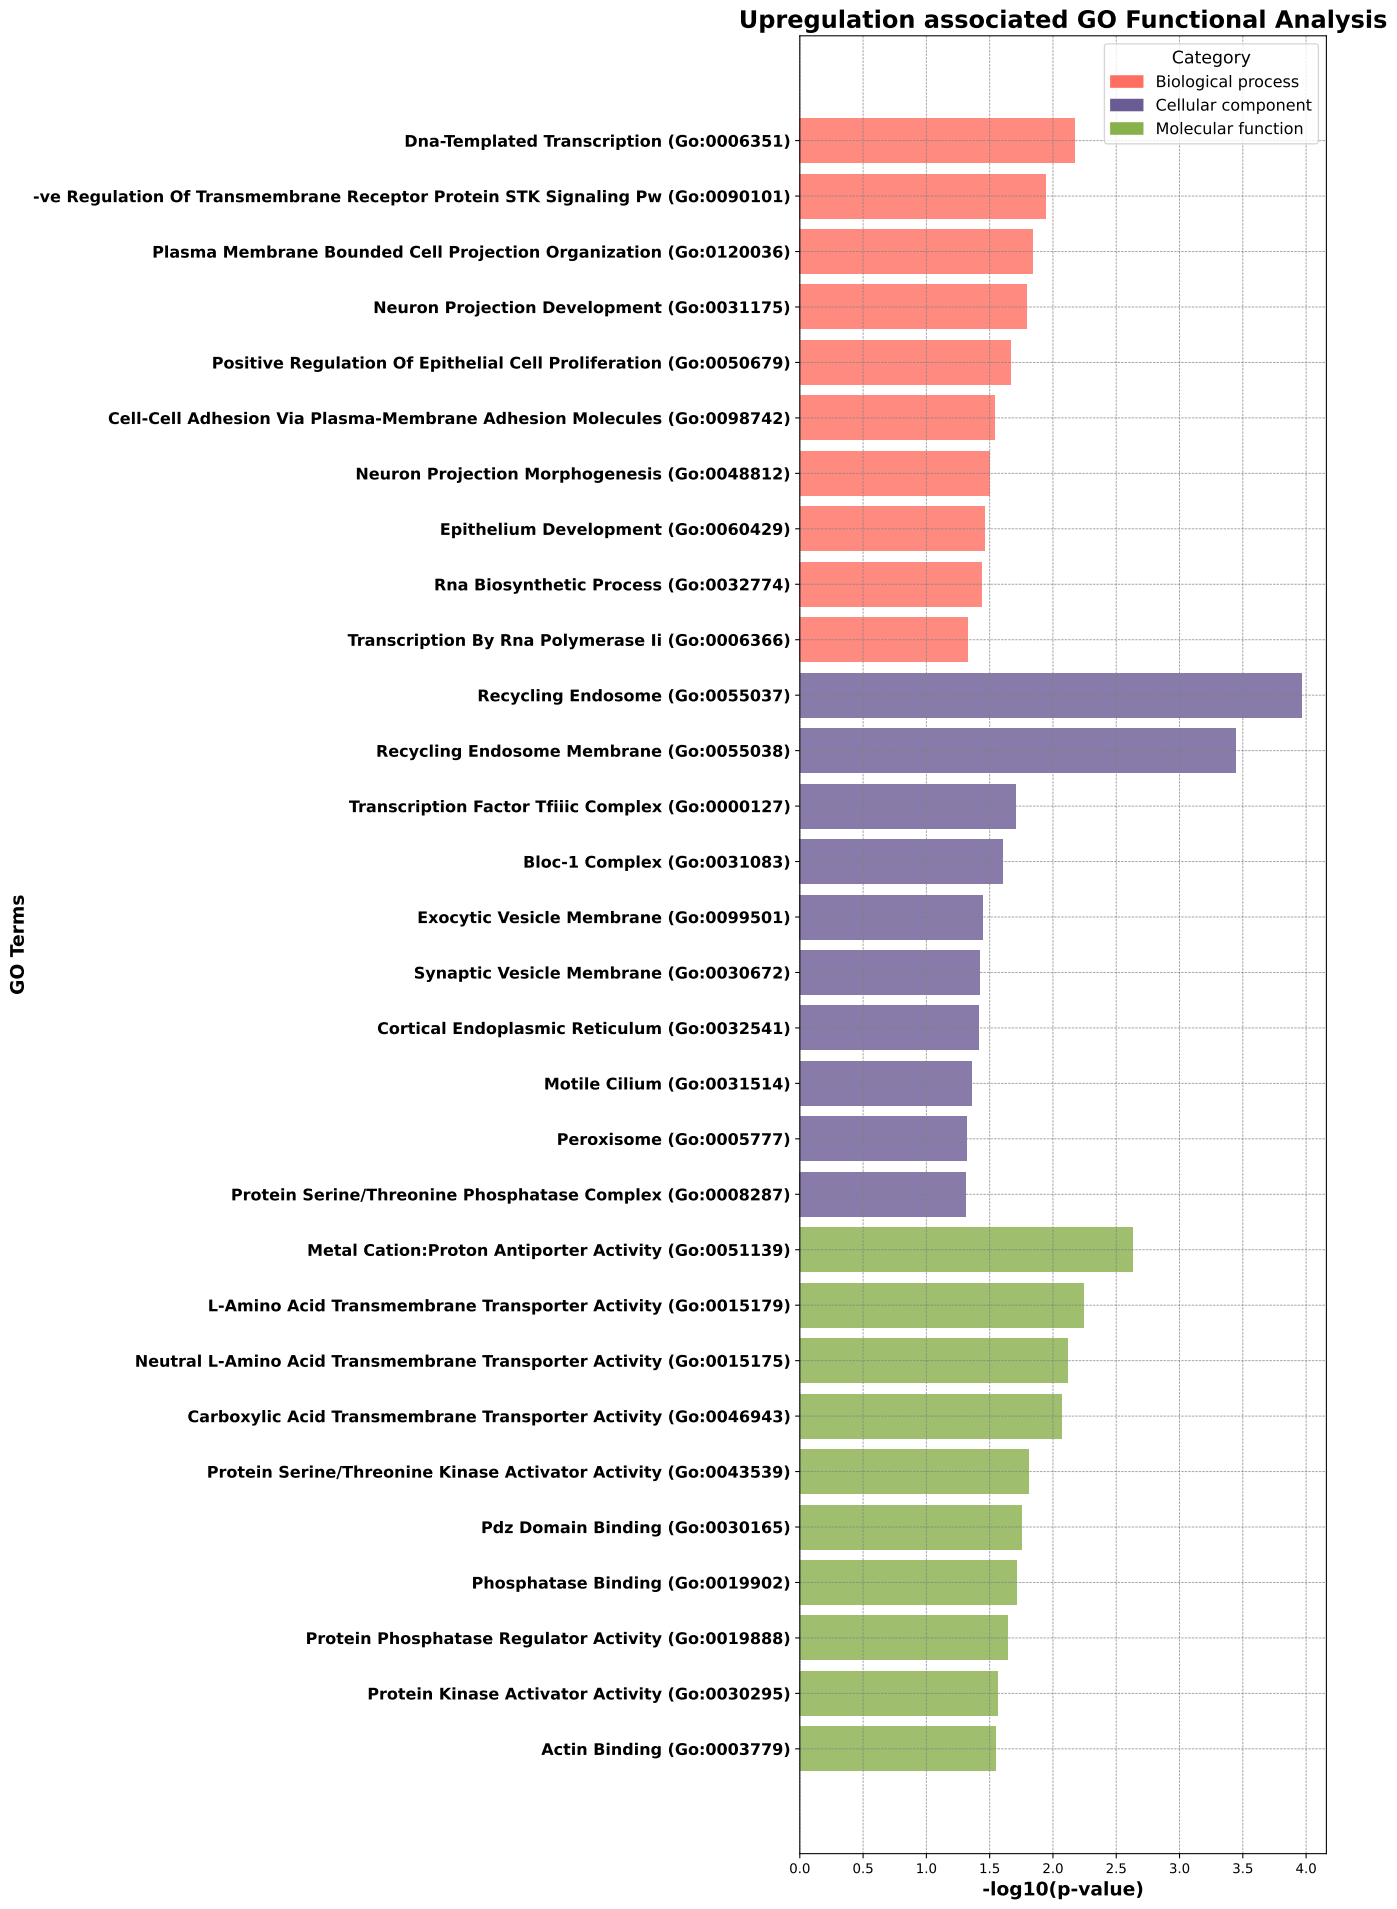 Upregulation associated GO Functional Analysis
Category
Biological process
Cellular component
Molecular function
Dna-Templated Transcription (Go:0006351)
-ve Regulation Of Transmembrane Receptor Protein STK Signaling Pw (Go:0090101)
Plasma Membrane Bounded Cell Projection Organization (Go:0120036)
Neuron Projection Development (Go:0031175)
Positive Regulation Of Epithelial Cell Proliferation (Go:0050679)
Cell-Cell Adhesion Via Plasma-Membrane Adhesion Molecules (Go:0098742)
Neuron Projection Morphogenesis (Go:0048812)
Epithelium Development (Go:0060429)
Rna Biosynthetic Process (Go:0032774)
Transcription By Rna Polymerase Ii (Go:0006366)
Recycling Endosome (Go:0055037)
Recycling Endosome Membrane (Go:0055038)
Transcription Factor Tfiiic Complex (Go:0000127)
Bloc-1 Complex (Go:0031083)
Exocytic Vesicle Membrane (Go:0099501)
Synaptic Vesicle Membrane (Go:0030672)
Cortical Endoplasmic Reticulum (Go:0032541)
Motile Cilium (Go:0031514)
Peroxisome (Go:0005777)
Protein Serine/Threonine Phosphatase Complex (Go:0008287)
Metal Cation:Proton Antiporter Activity (Go:0051139)
L-Amino Acid Transmembrane Transporter Activity (Go:0015179)
Neutral L-Amino Acid Transmembrane Transporter Activity (Go:0015175)
Carboxylic Acid Transmembrane Transporter Activity (Go:0046943)
Protein Serine/Threonine Kinase Activator Activity (Go:0043539)
Pdz Domain Binding (Go:0030165)
Phosphatase Binding (Go:0019902)
Protein Phosphatase Regulator Activity (Go:0019888)
Protein Kinase Activator Activity (Go:0030295)
Actin Binding (Go:0003779)
GO Terms
0.0 0.5 1.0 1.5 2.0 2.5 3.0 3.5 4.0
-log10(p-value)